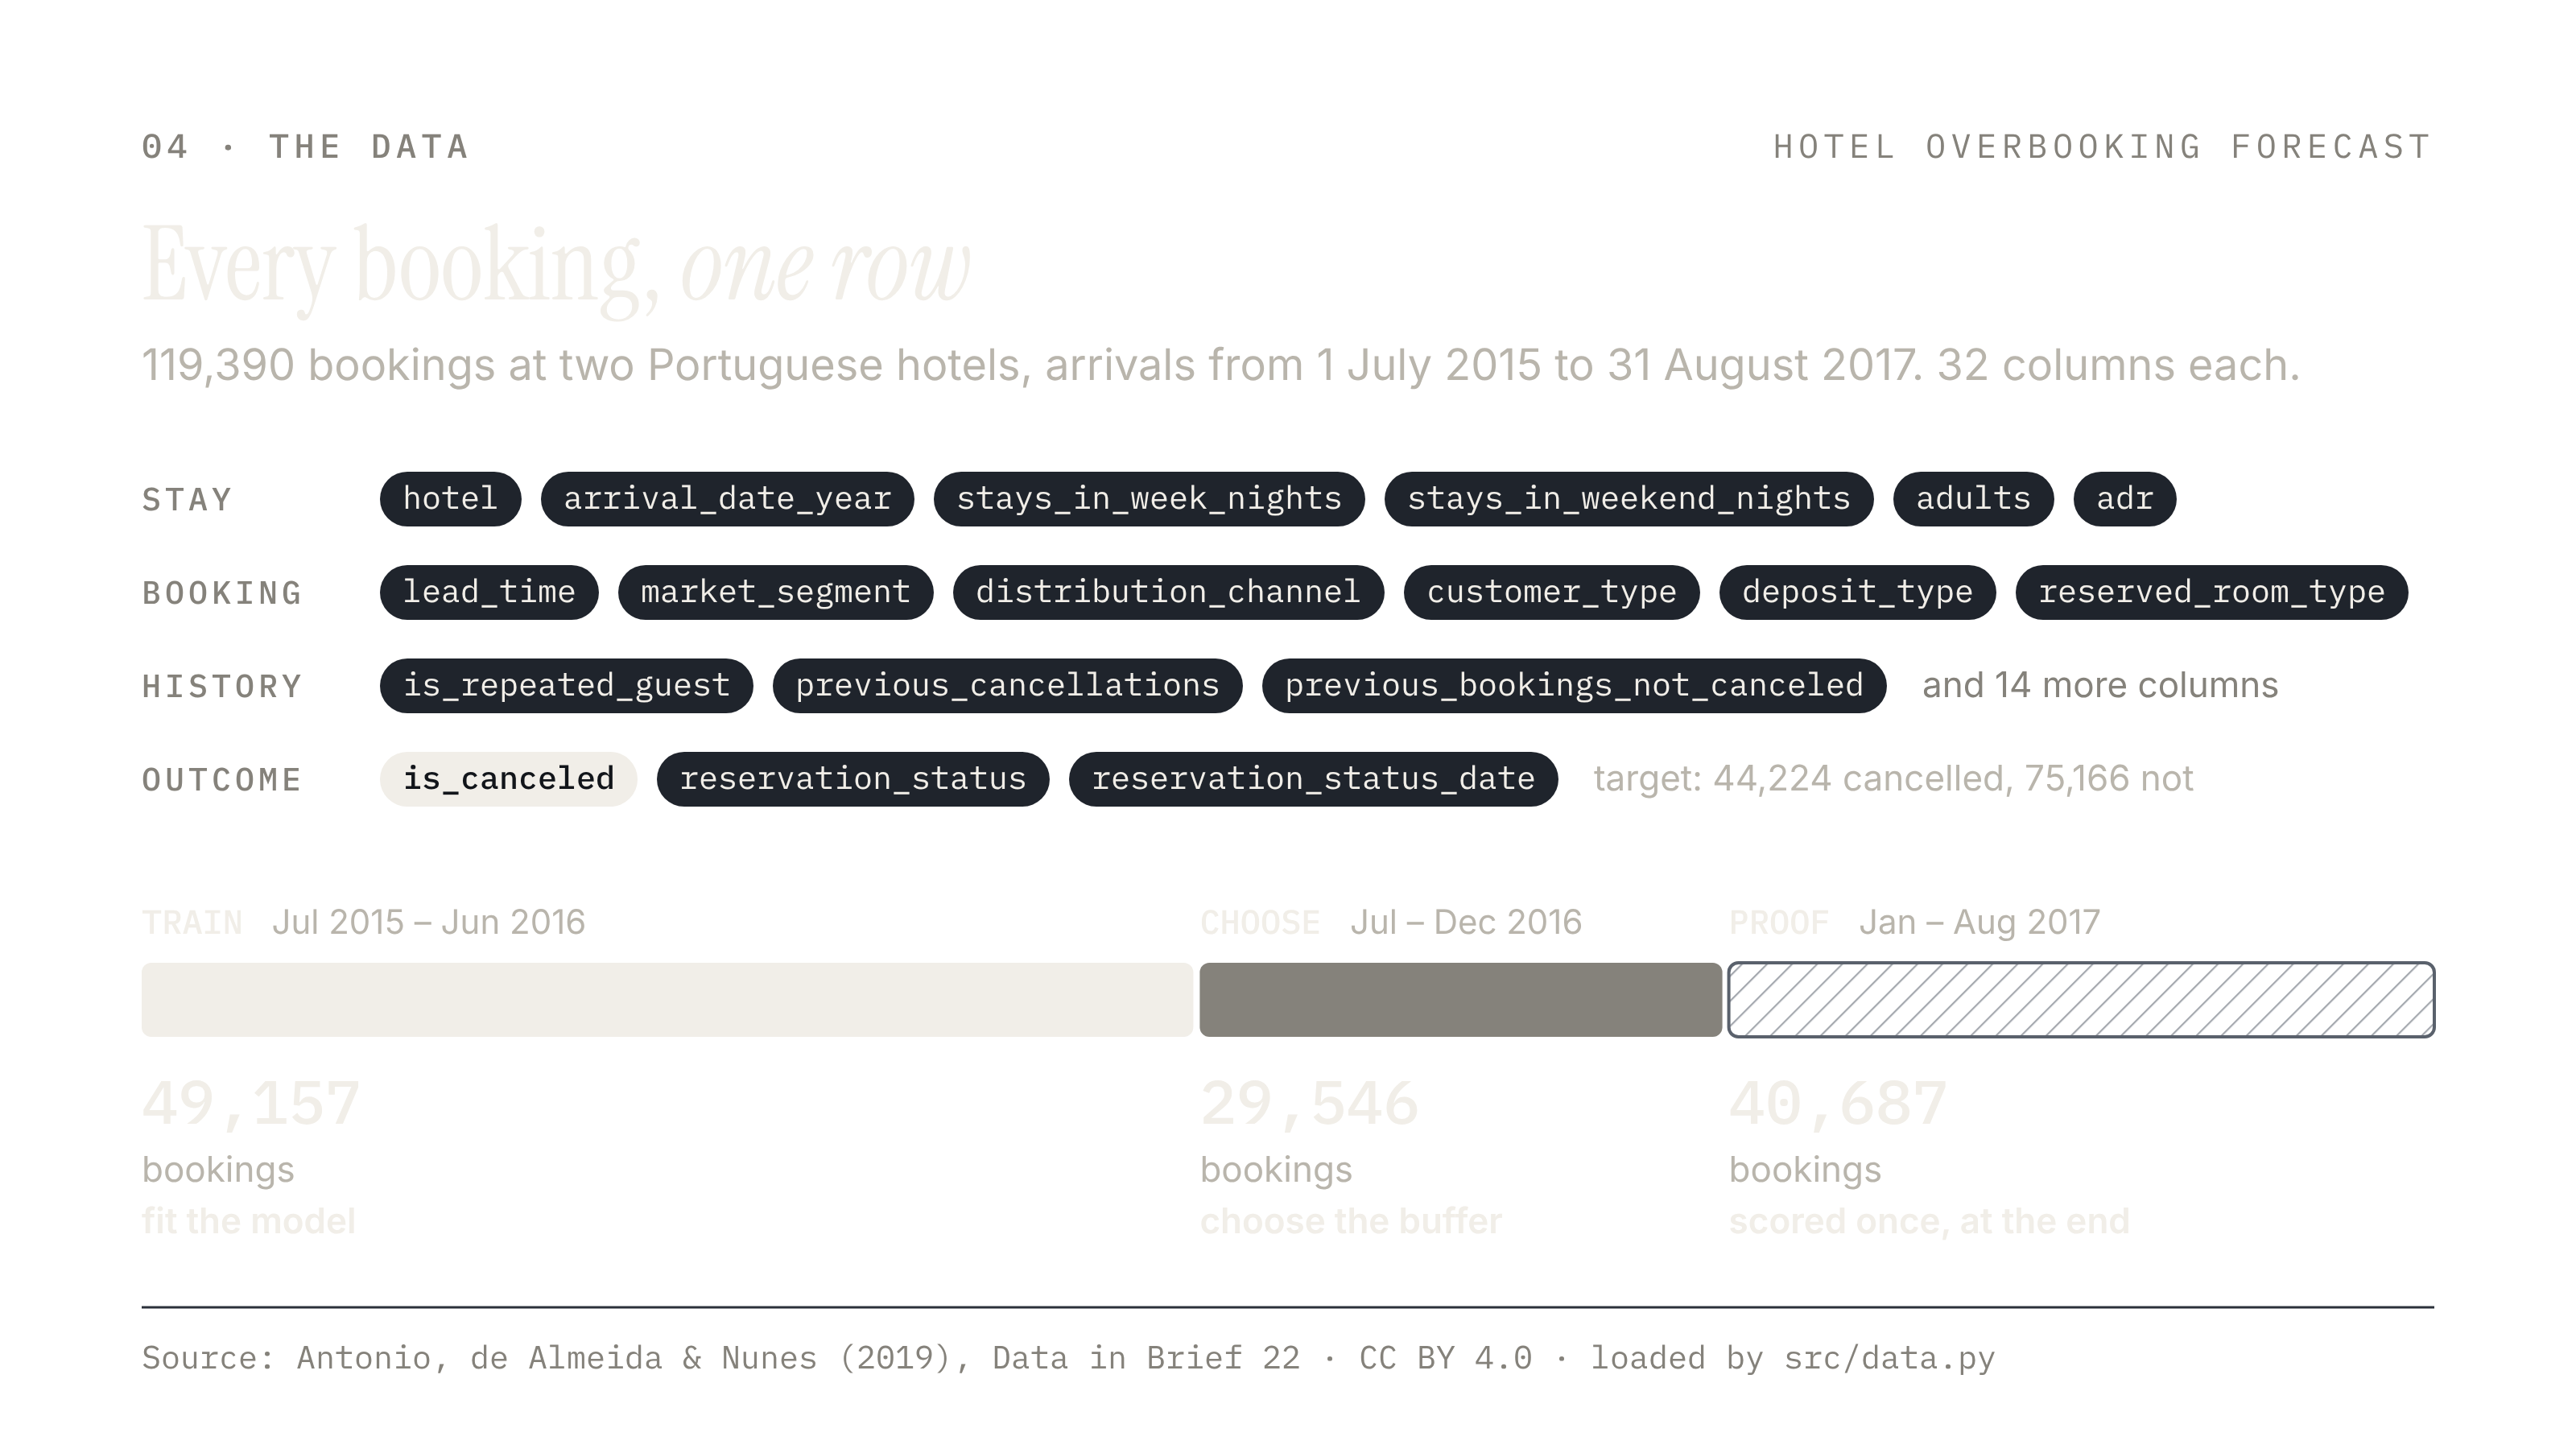 04 · THE DATA
HOTEL OVERBOOKING FORECAST
Every booking, one row
119,390 bookings at two Portuguese hotels, arrivals from 1 July 2015 to 31 August 2017. 32 columns each.
STAY hotel arrival_date_year stays_in_week_nights stays_in_weekend_nights adults adr
BOOKING lead_time market_segment distribution_channel customer_type deposit_type reserved_room_type
HISTORY is_repeated_guest previous_cancellations previous_bookings_not_canceled and 14 more columns
OUTCOME is_canceled reservation_status reservation_status_date target: 44,224 cancelled, 75,166 not
TRAIN Jul 2015 – Jun 2016
CHOOSE Jul – Dec 2016
PROOF Jan – Aug 2017
49,157
bookings
fit the model
29,546
bookings
choose the buffer
40,687
bookings
scored once, at the end
Source: Antonio, de Almeida & Nunes (2019), Data in Brief 22 · CC BY 4.0 · loaded by src/data.py